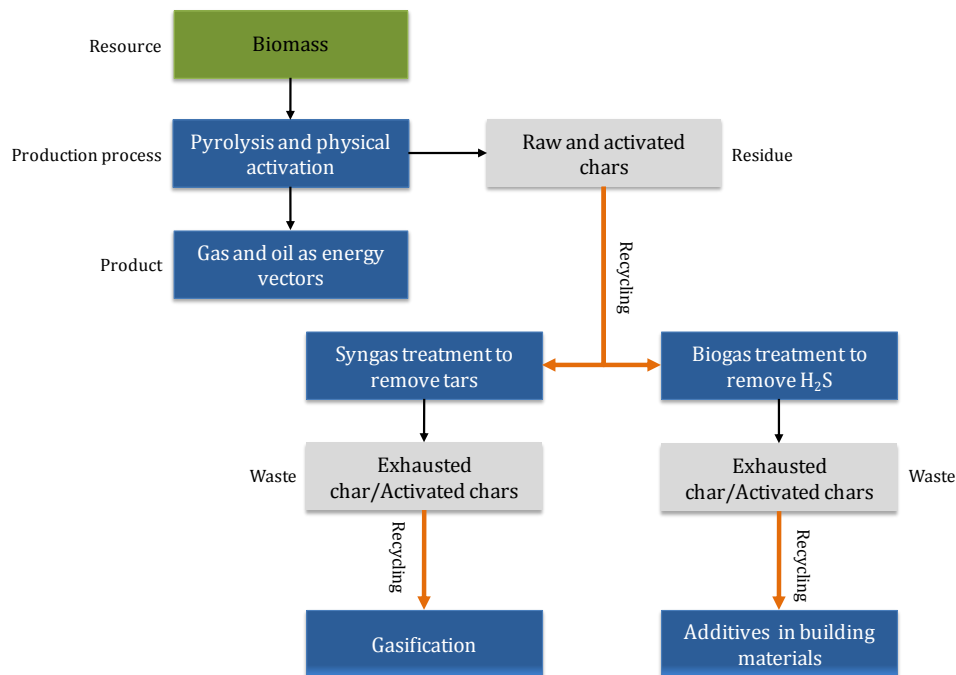 Resource
Biomass
Production process
Pyrolysis and physical
activation
Raw and activated
chars
Residue
Product
Gas and oil as energy
vectors
Recycling
Syngas treatment to
remove tars
Biogas treatment to
remove H₂S
Waste
Exhausted
char/Activated chars
Exhausted
char/Activated chars
Waste
Recycling
Recycling
Gasification
Additives in building
materials